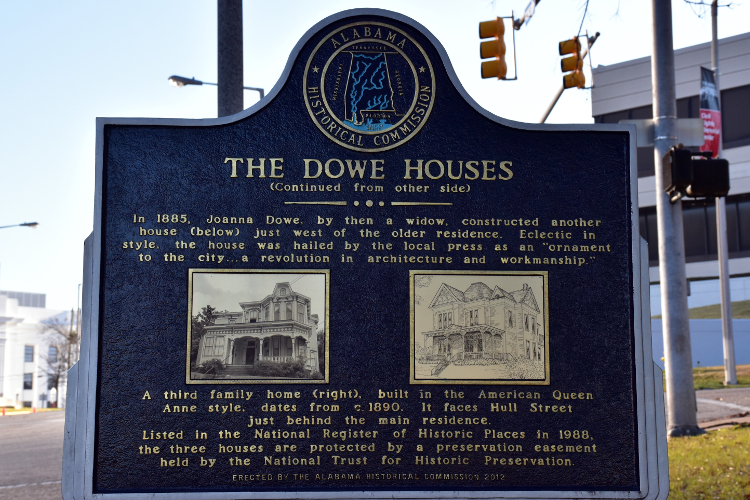 ALABAMA
HISTORICAL COMMISSION
TENNESSEE
MISSISSIPPI
GEORGIA
FLORIDA
THE DOWE HOUSES
(Continued from other side)
In 1885, Joanna Dowe, by then a widow, constructed another
house (below) just west of the older residence. Eclectic in
style, the house was hailed by the local press as an "ornament
to the city...a revolution in architecture and workmanship."
A third family home (right), built in the American Queen
Anne style, dates from c.1890. It faces Hull Street
just behind the main residence.
Listed in the National Register of Historic Places in 1988,
the three houses are protected by a preservation easement
held by the National Trust for Historic Preservation.
ERECTED BY THE ALABAMA HISTORICAL COMMISSION 2012